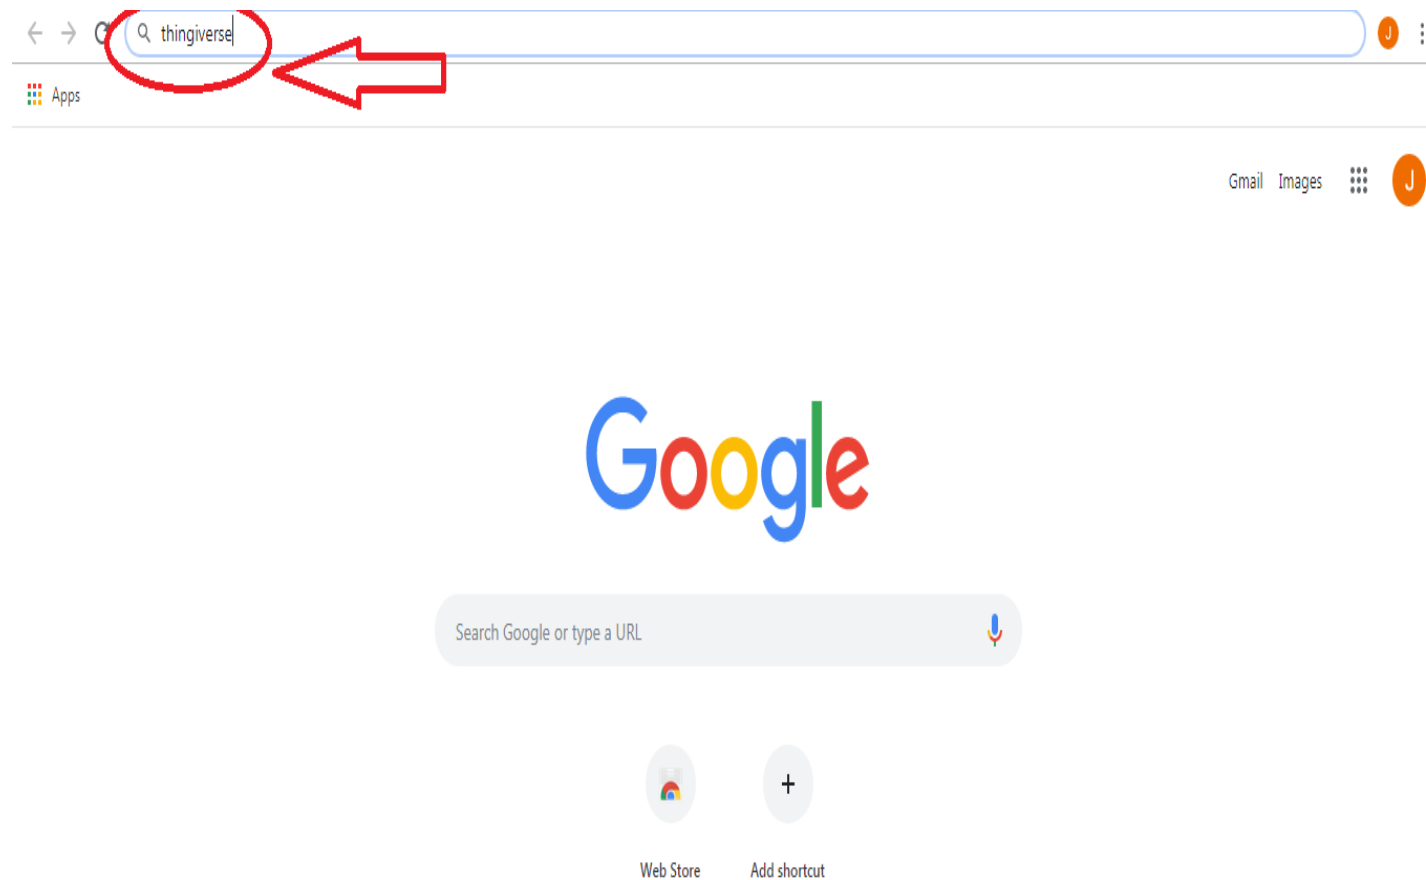 thingiverse
Apps
Gmail Images
J
J
Google
Search Google or type a URL
Web Store Add shortcut